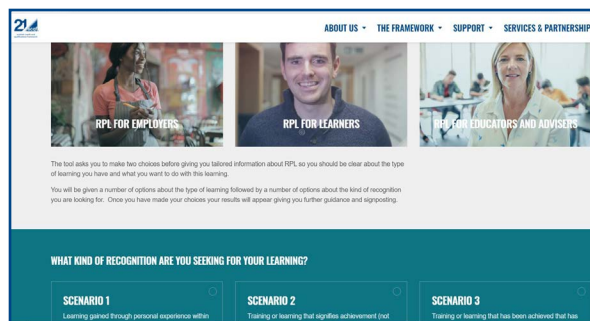 21
ABOUT US THE FRAMEWORK SUPPORT SERVICES & PARTNERSHIP
RPL FOR EMPLOYERS
RPL FOR LEARNERS
RPL FOR EDUCATORS AND ADVISERS
The tool asks you to make two choices before giving you tailored information about RPL so you should be clear about the type
of learning you have and what you want to do with this learning.
You will be given a number of options about the type of learning followed by a number of options about the kind of recognition
you are looking for. Once you have made your choices your results will appear giving you further guidance and signposting.
WHAT KIND OF RECOGNITION ARE YOU SEEKING FOR YOUR LEARNING?
SCENARIO 1
Learning gained through personal experience within
SCENARIO 2
Training or learning that signifies achievement (not
SCENARIO 3
Training or learning that has been achieved that has